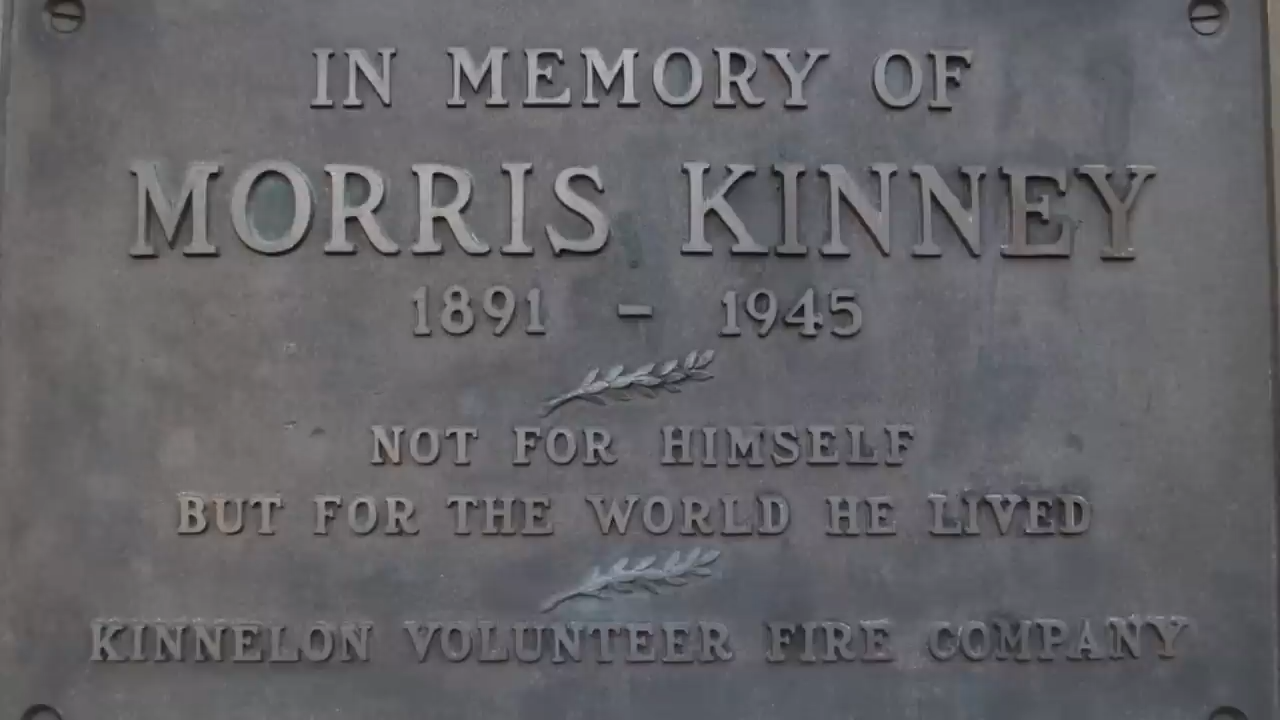 IN MEMORY OF
MORRIS KINNEY
1891 - 1945
NOT FOR HIMSELF
BUT FOR THE WORLD HE LIVED
KINNELON VOLUNTEER FIRE COMPANY